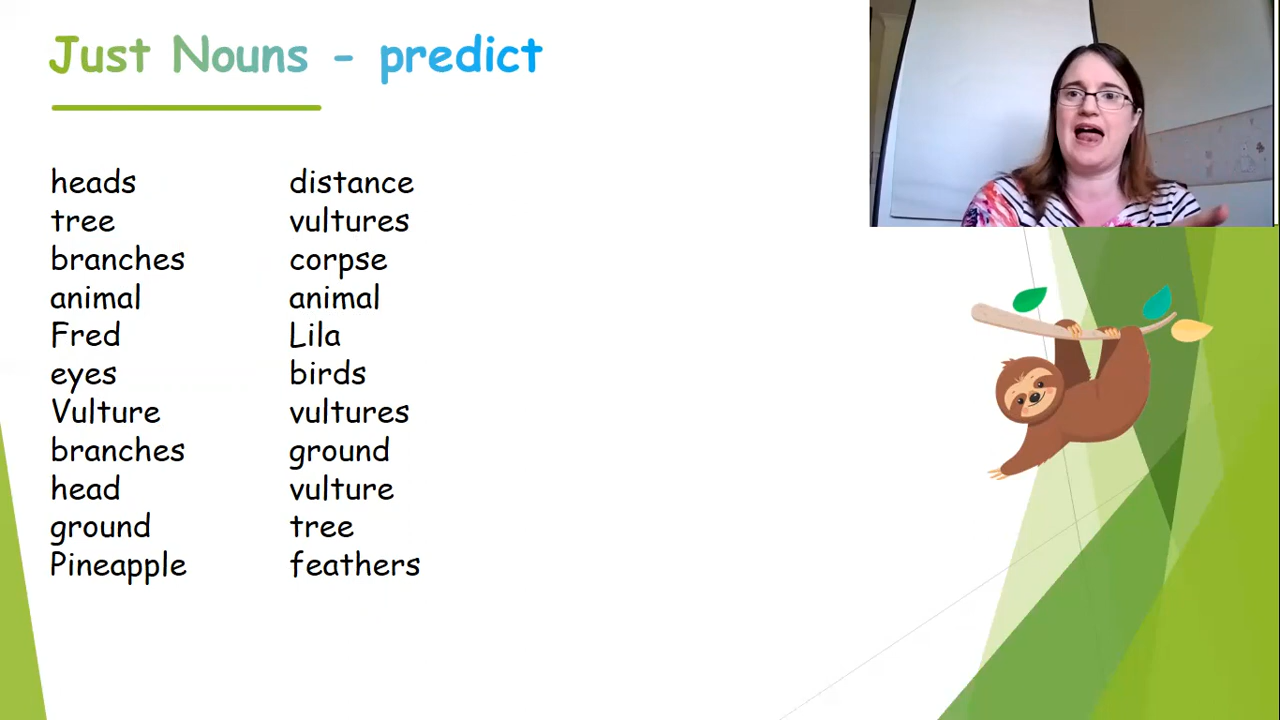 Just Nouns - predict
heads
tree
branches
animal
Fred
eyes
Vulture
branches
head
ground
Pineapple
distance
vultures
corpse
animal
Lila
birds
vultures
ground
vulture
tree
feathers